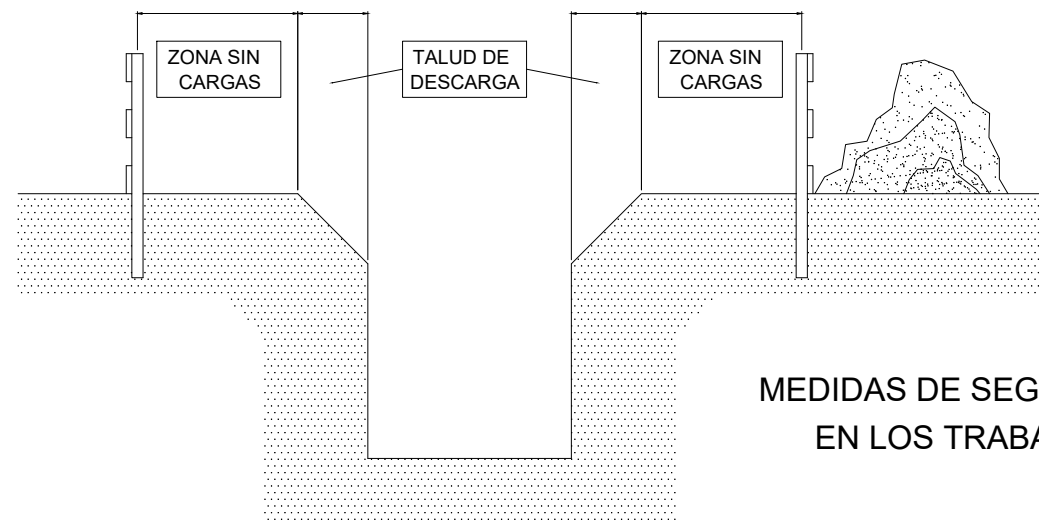 ZONA SIN
CARGAS
TALUD DE
DESCARGA
ZONA SIN
CARGAS
MEDIDAS DE SEG
EN LOS TRABA